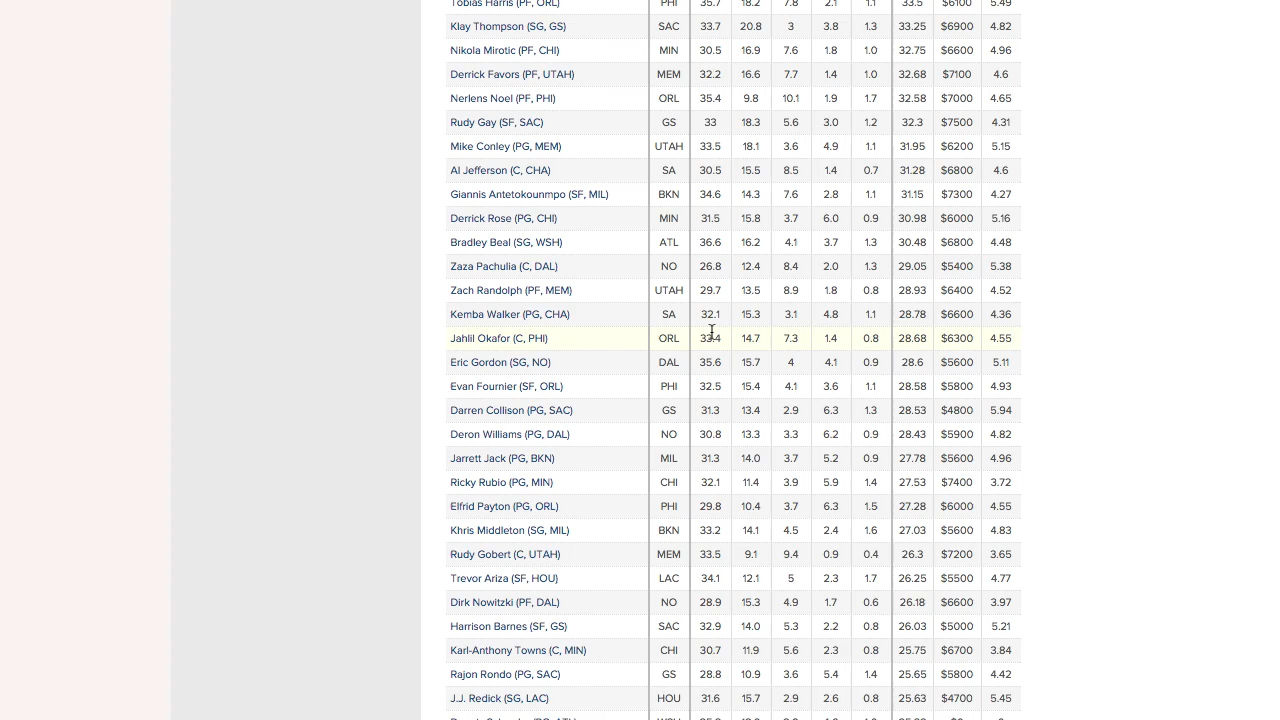 Tobias Harris (PF, ORL) PHI 35.7 18.2 7.8 2.1 1.1 33.5 $6100 5.49
Klay Thompson (SG, GS) SAC 33.7 20.8 3 3.8 1.3 33.25 $6900 4.82
Nikola Mirotic (PF, CHI) MIN 30.5 16.9 7.6 1.8 1.0 32.75 $6600 4.96
Derrick Favors (PF, UTAH) MEM 32.2 16.6 7.7 1.4 1.0 32.68 $7100 4.6
Nerlens Noel (PF, PHI) ORL 35.4 9.8 10.1 1.9 1.7 32.58 $7000 4.65
Rudy Gay (SF, SAC) GS 33 18.3 5.6 3.0 1.2 32.3 $7500 4.31
Mike Conley (PG, MEM) UTAH 33.5 18.1 3.6 4.9 1.1 31.95 $6200 5.15
Al Jefferson (C, CHA) SA 30.5 15.5 8.5 1.4 0.7 31.28 $6800 4.6
Giannis Antetokounmpo (SF, MIL) BKN 34.6 14.3 7.6 2.8 1.1 31.15 $7300 4.27
Derrick Rose (PG, CHI) MIN 31.5 15.8 3.7 6.0 0.9 30.98 $6000 5.16
Bradley Beal (SG, WSH) ATL 36.6 16.2 4.1 3.7 1.3 30.48 $6800 4.48
Zaza Pachulia (C, DAL) NO 26.8 12.4 8.4 2.0 1.3 29.05 $5400 5.38
Zach Randolph (PF, MEM) UTAH 29.7 13.5 8.9 1.8 0.8 28.93 $6400 4.52
Kemba Walker (PG, CHA) SA 32.1 15.3 3.1 4.8 1.1 28.78 $6600 4.36
Jahlil Okafor (C, PHI) ORL 33.4 14.7 7.3 1.4 0.8 28.68 $6300 4.55
Eric Gordon (SG, NO) DAL 35.6 15.7 4 4.1 0.9 28.6 $5600 5.11
Evan Fournier (SF, ORL) PHI 32.5 15.4 4.1 3.6 1.1 28.58 $5800 4.93
Darren Collison (PG, SAC) GS 31.3 13.4 2.9 6.3 1.3 28.53 $4800 5.94
Deron Williams (PG, DAL) NO 30.8 13.3 3.3 6.2 0.9 28.43 $5900 4.82
Jarrett Jack (PG, BKN) MIL 31.3 14.0 3.7 5.2 0.9 27.78 $5600 4.96
Ricky Rubio (PG, MIN) CHI 32.1 11.4 3.9 5.9 1.4 27.53 $7400 3.72
Elfrid Payton (PG, ORL) PHI 29.8 10.4 3.7 6.3 1.5 27.28 $6000 4.55
Khris Middleton (SG, MIL) BKN 33.2 14.1 4.5 2.4 1.6 27.03 $5600 4.83
Rudy Gobert (C, UTAH) MEM 33.5 9.1 9.4 0.9 0.4 26.3 $7200 3.65
Trevor Ariza (SF, HOU) LAC 34.1 12.1 5 2.3 1.7 26.25 $5500 4.77
Dirk Nowitzki (PF, DAL) NO 28.9 15.3 4.9 1.7 0.6 26.18 $6600 3.97
Harrison Barnes (SF, GS) SAC 32.9 14.0 5.3 2.2 0.8 26.03 $5000 5.21
Karl-Anthony Towns (C, MIN) CHI 30.7 11.9 5.6 2.3 0.8 25.75 $6700 3.84
Rajon Rondo (PG, SAC) GS 28.8 10.9 3.6 5.4 1.4 25.65 $5800 4.42
J.J. Redick (SG, LAC) HOU 31.6 15.7 2.9 2.6 0.8 25.63 $4700 5.45